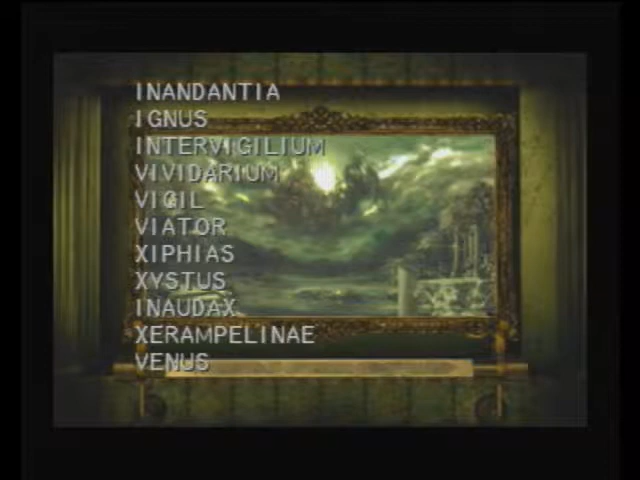 INANDANTIA
IGNUS
INTERVIGILIUM
VIVIDARIUM
VIGIL
VIATOR
XIPHIAS
XYSTUS
INAUDAX
XERAMPELINAE
VENUS